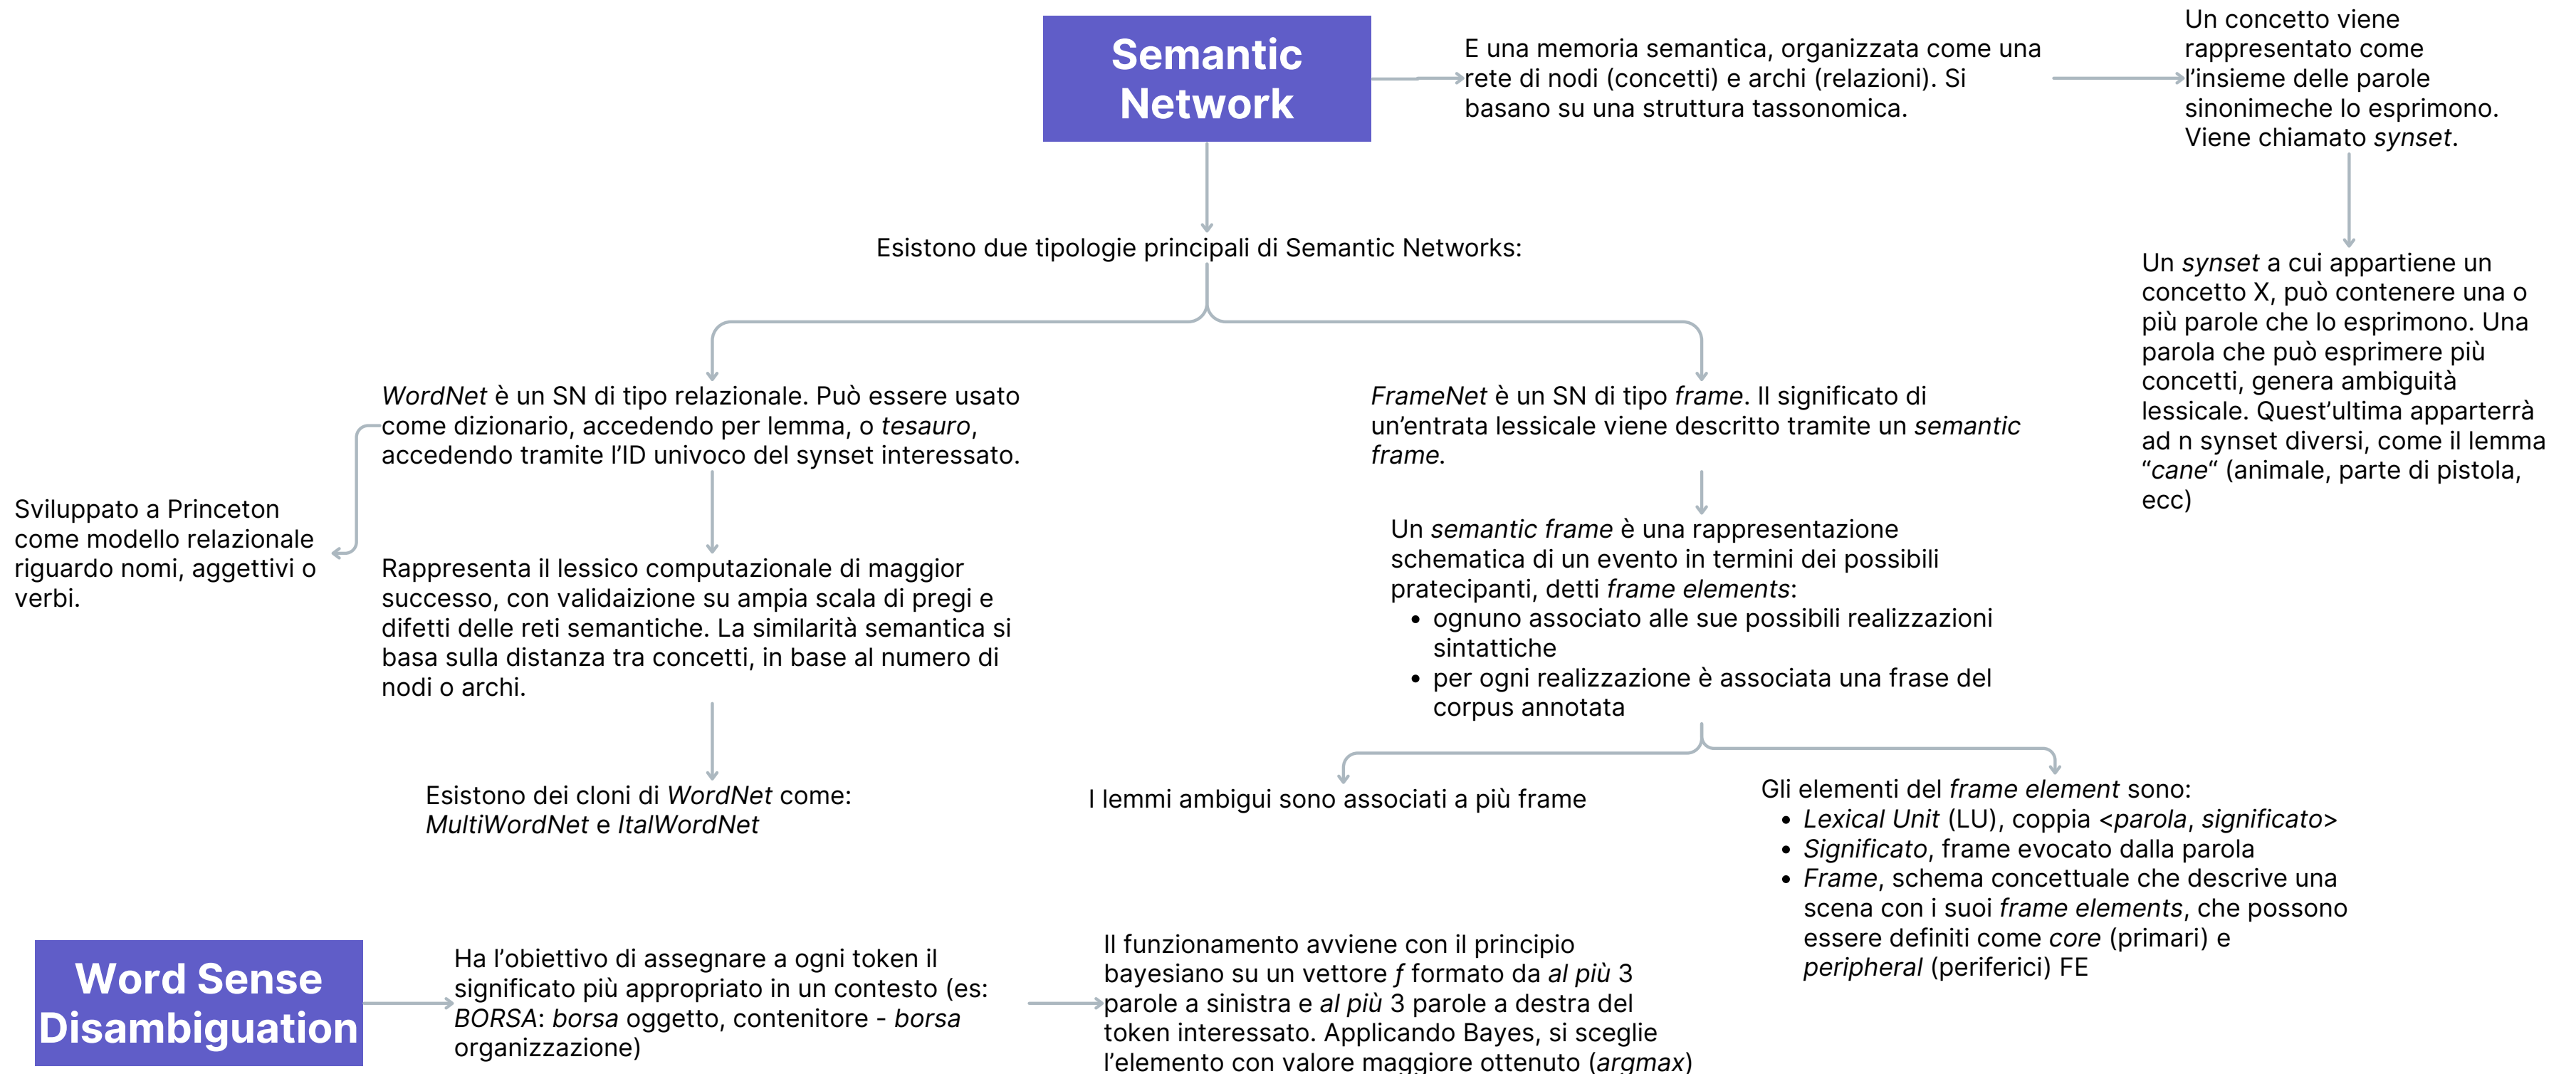 Semantic
Network
E una memoria semantica, organizzata come una
rete di nodi (concetti) e archi (relazioni). Si
basano su una struttura tassonomica.
Un concetto viene
rappresentato come
l’insieme delle parole
sinonimeche lo esprimono.
Viene chiamato synset.
Un synset a cui appartiene un
concetto X, può contenere una o
più parole che lo esprimono. Una
parola che può esprimere più
concetti, genera ambiguità
lessicale. Quest’ultima apparterrà
ad n synset diversi, come il lemma
“cane“ (animale, parte di pistola,
ecc)
Esistono due tipologie principali di Semantic Networks:
WordNet è un SN di tipo relazionale. Può essere usato
come dizionario, accedendo per lemma, o tesauro,
accedendo tramite l’ID univoco del synset interessato.
Sviluppato a Princeton
come modello relazionale
riguardo nomi, aggettivi o
verbi.
Rappresenta il lessico computazionale di maggior
successo, con validaizione su ampia scala di pregi e
difetti delle reti semantiche. La similarità semantica si
basa sulla distanza tra concetti, in base al numero di
nodi o archi.
Esistono dei cloni di WordNet come:
MultiWordNet e ItalWordNet
FrameNet è un SN di tipo frame. Il significato di
un’entrata lessicale viene descritto tramite un semantic
frame.
Un semantic frame è una rappresentazione
schematica di un evento in termini dei possibili
pratecipanti, detti frame elements:
• ognuno associato alle sue possibili realizzazioni
sintattiche
• per ogni realizzazione è associata una frase del
corpus annotata
I lemmi ambigui sono associati a più frame
Gli elementi del frame element sono:
• Lexical Unit (LU), coppia <parola, significato>
• Significato, frame evocato dalla parola
• Frame, schema concettuale che descrive una
scena con i suoi frame elements, che possono
essere definiti come core (primari) e
peripheral (periferici) FE
Word Sense
Disambiguation
Ha l’obiettivo di assegnare a ogni token il
significato più appropriato in un contesto (es:
BORSA: borsa oggetto, contenitore - borsa
organizzazione)
Il funzionamento avviene con il principio
bayesiano su un vettore f formato da al più 3
parole a sinistra e al più 3 parole a destra del
token interessato. Applicando Bayes, si sceglie
l’elemento con valore maggiore ottenuto (argmax)